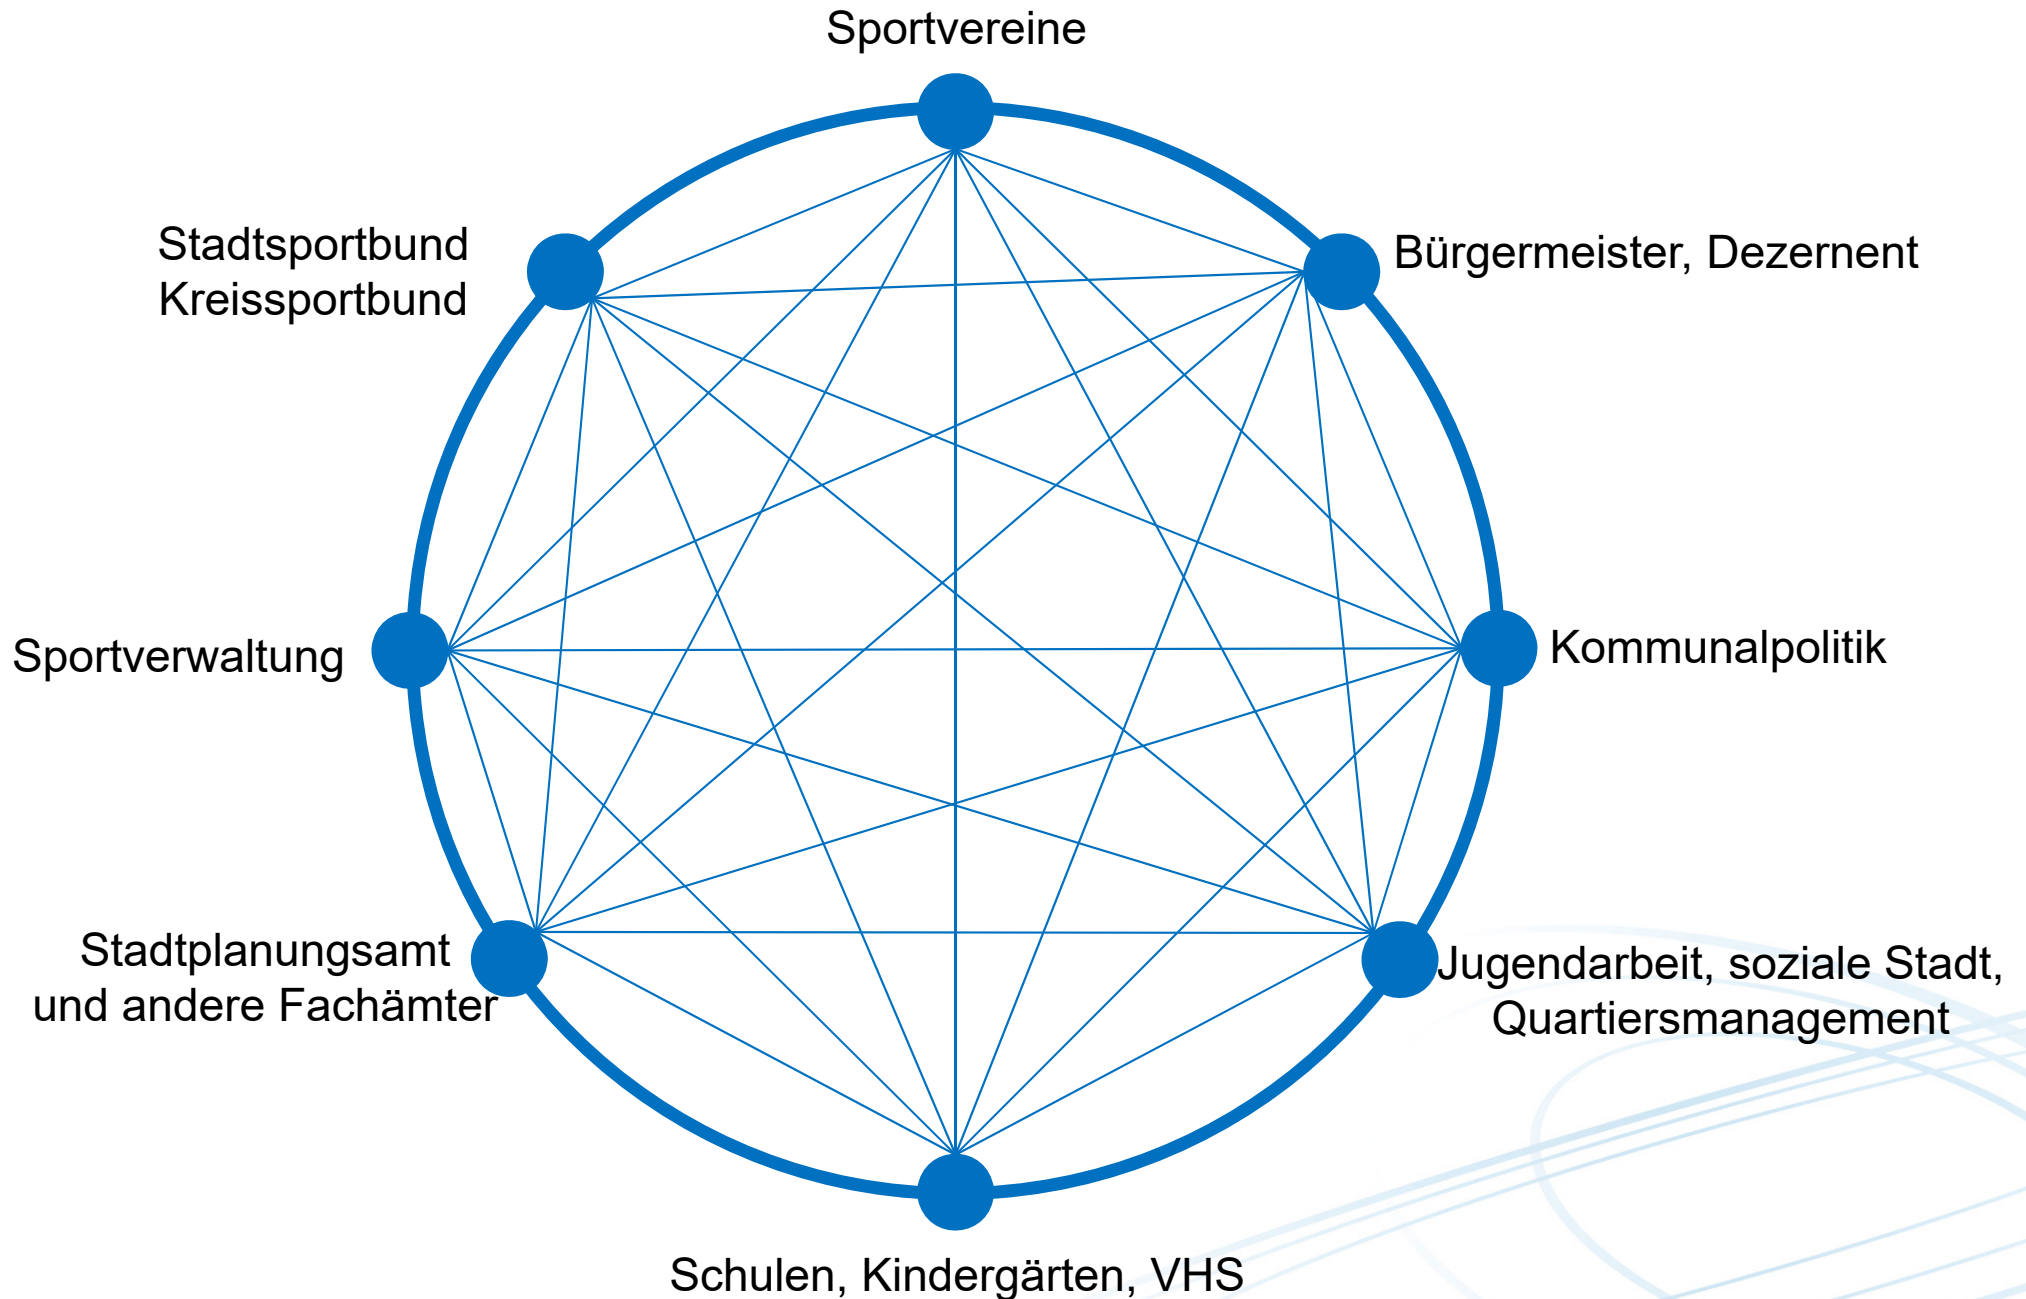 Sportvereine
Stadtsportbund
Kreissportbund
Bürgermeister, Dezernent
Sportverwaltung
Kommunalpolitik
Stadtplanungsamt
und andere Fachämter
Jugendarbeit, soziale Stadt,
Quartiersmanagement
Schulen, Kindergärten, VHS